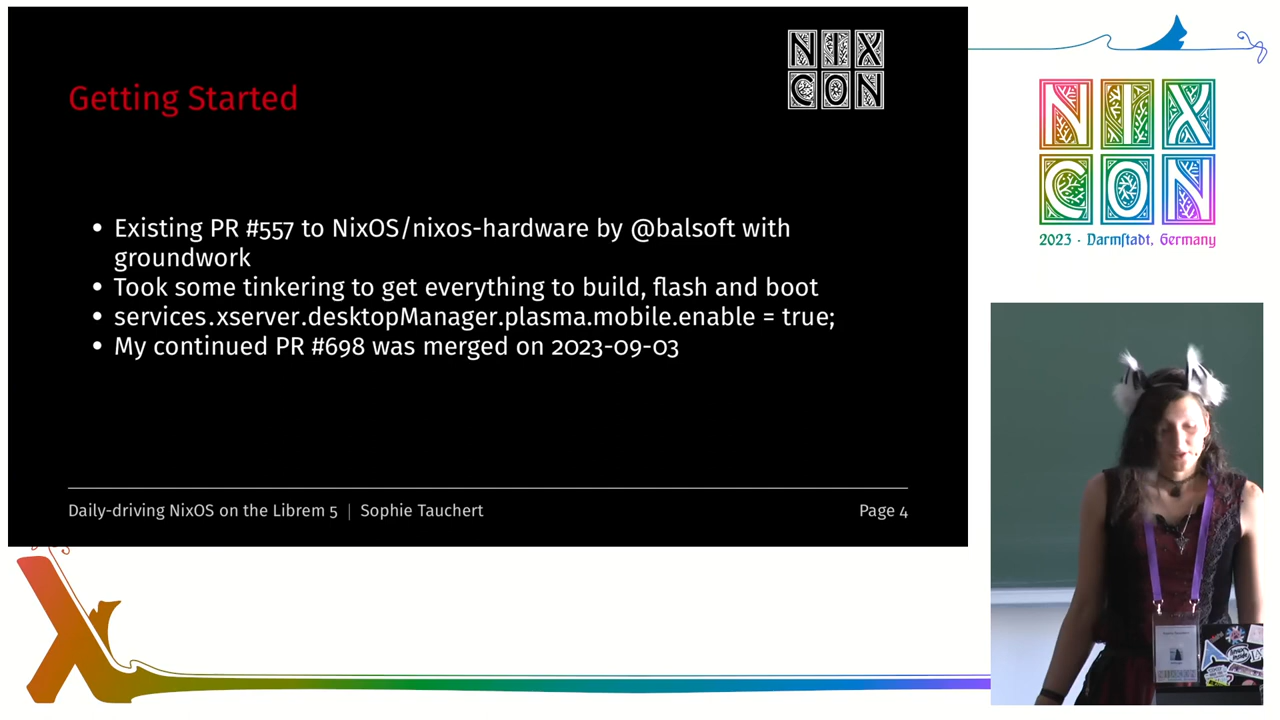 NIX
CON
Getting Started
• Existing PR #557 to NixOS/nixos-hardware by @balsoft with
groundwork
• Took some tinkering to get everything to build, flash and boot
• services.xserver.desktopManager.plasma.mobile.enable = true;
• My continued PR #698 was merged on 2023-09-03
Daily-driving NixOS on the Librem 5 | Sophie Tauchert
Page 4
NIX
CON
2023 · Darmſtadt, Germany